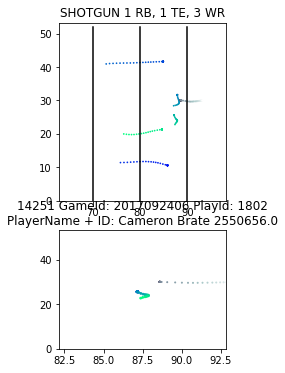 SHOTGUN 1 RB, 1 TE, 3 WR
50
40
30
20
10
0
70 80 90
14251 GameId: 2017092406 PlayId: 1802
PlayerName + ID: Cameron Brate 2550656.0
40
20
0
82.5 85.0 87.5 90.0 92.5